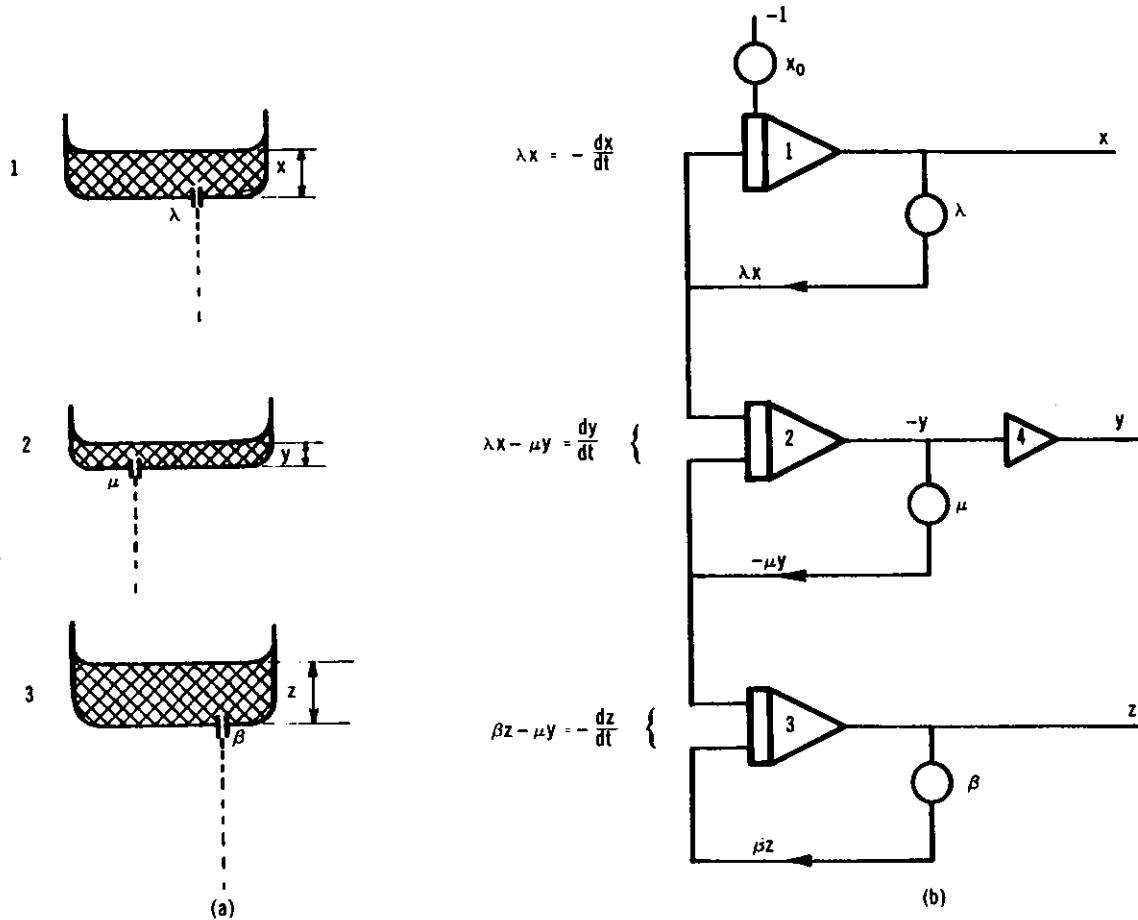 1
x
λ
2
y
μ
3
z
β
(a)
-1
x₀
λx = - dx/dt
1
x
λ
λx
λx - μy = dy/dt {
2
-y
4
y
μ
-μy
βz - μy = - dz/dt {
3
z
β
βz
(b)